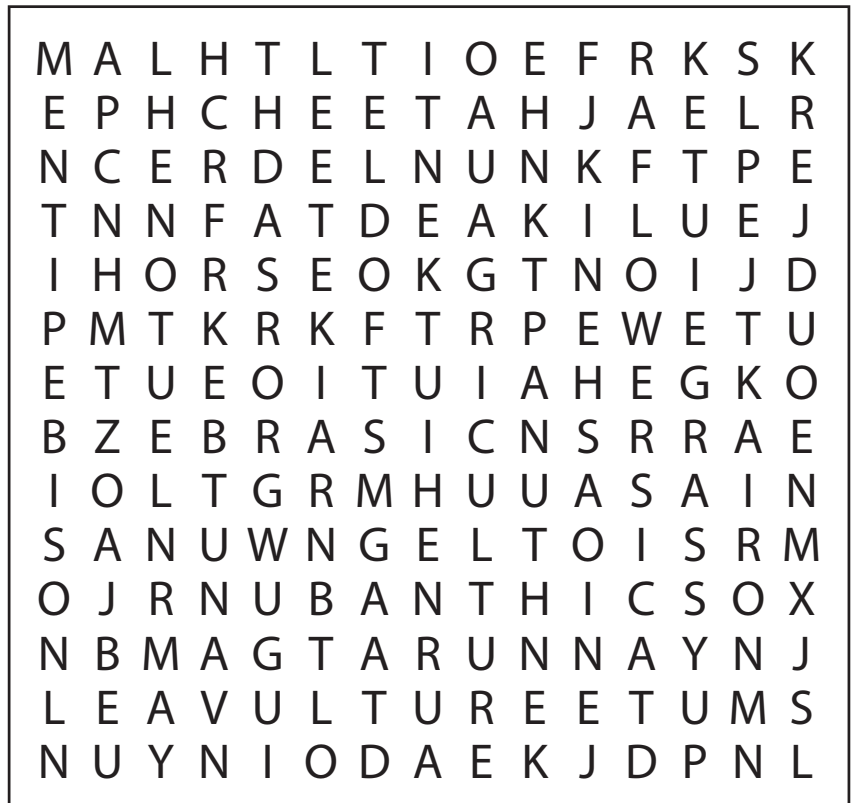 M A L H T L T I O E F R K S K
E P H C H E E T A H J A E L R
N C E R D E L N U N K F T P E
T N N F A T D E A K I L U E J
I H O R S E O K G T N O I J D
P M T K R K F T R P E W E T U
E T U E O I T U I A H E G K O
B Z E B R A S I C N S R R A E
I O L T G R M H U U A S A I N
S A N U W N G E L T O I S R M
O J R N U B A N T H I C S O X
N B M A G T A R U N N A Y N J
L E A V U L T U R E E T U M S
N U Y N I O D A E K J D P N L